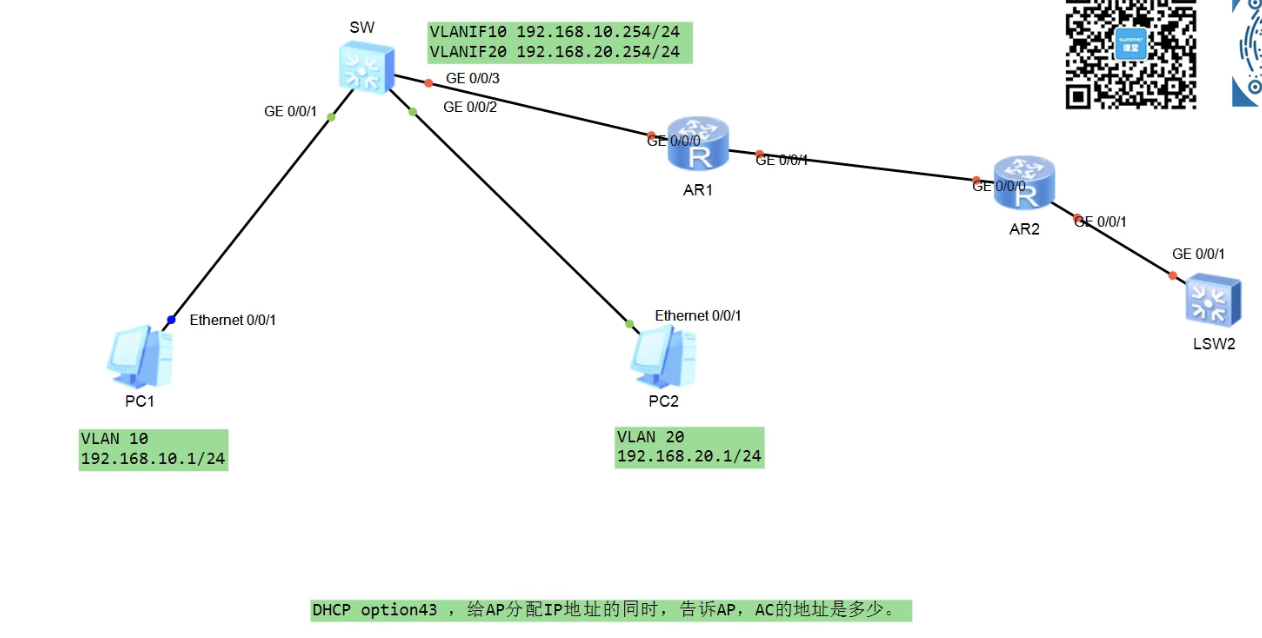 SW
VLANIF10 192.168.10.254/24
VLANIF20 192.168.20.254/24
summer
课堂
GE 0/0/3
GE 0/0/1
GE 0/0/2
GE 0/0/0
GE 0/0/1
AR1
GE 0/0/0
AR2
GE 0/0/1
GE 0/0/1
LSW2
Ethernet 0/0/1
Ethernet 0/0/1
PC1
PC2
VLAN 10
192.168.10.1/24
VLAN 20
192.168.20.1/24
R
R
DHCP option43 ，给AP分配IP地址的同时，告诉AP，AC的地址是多少。